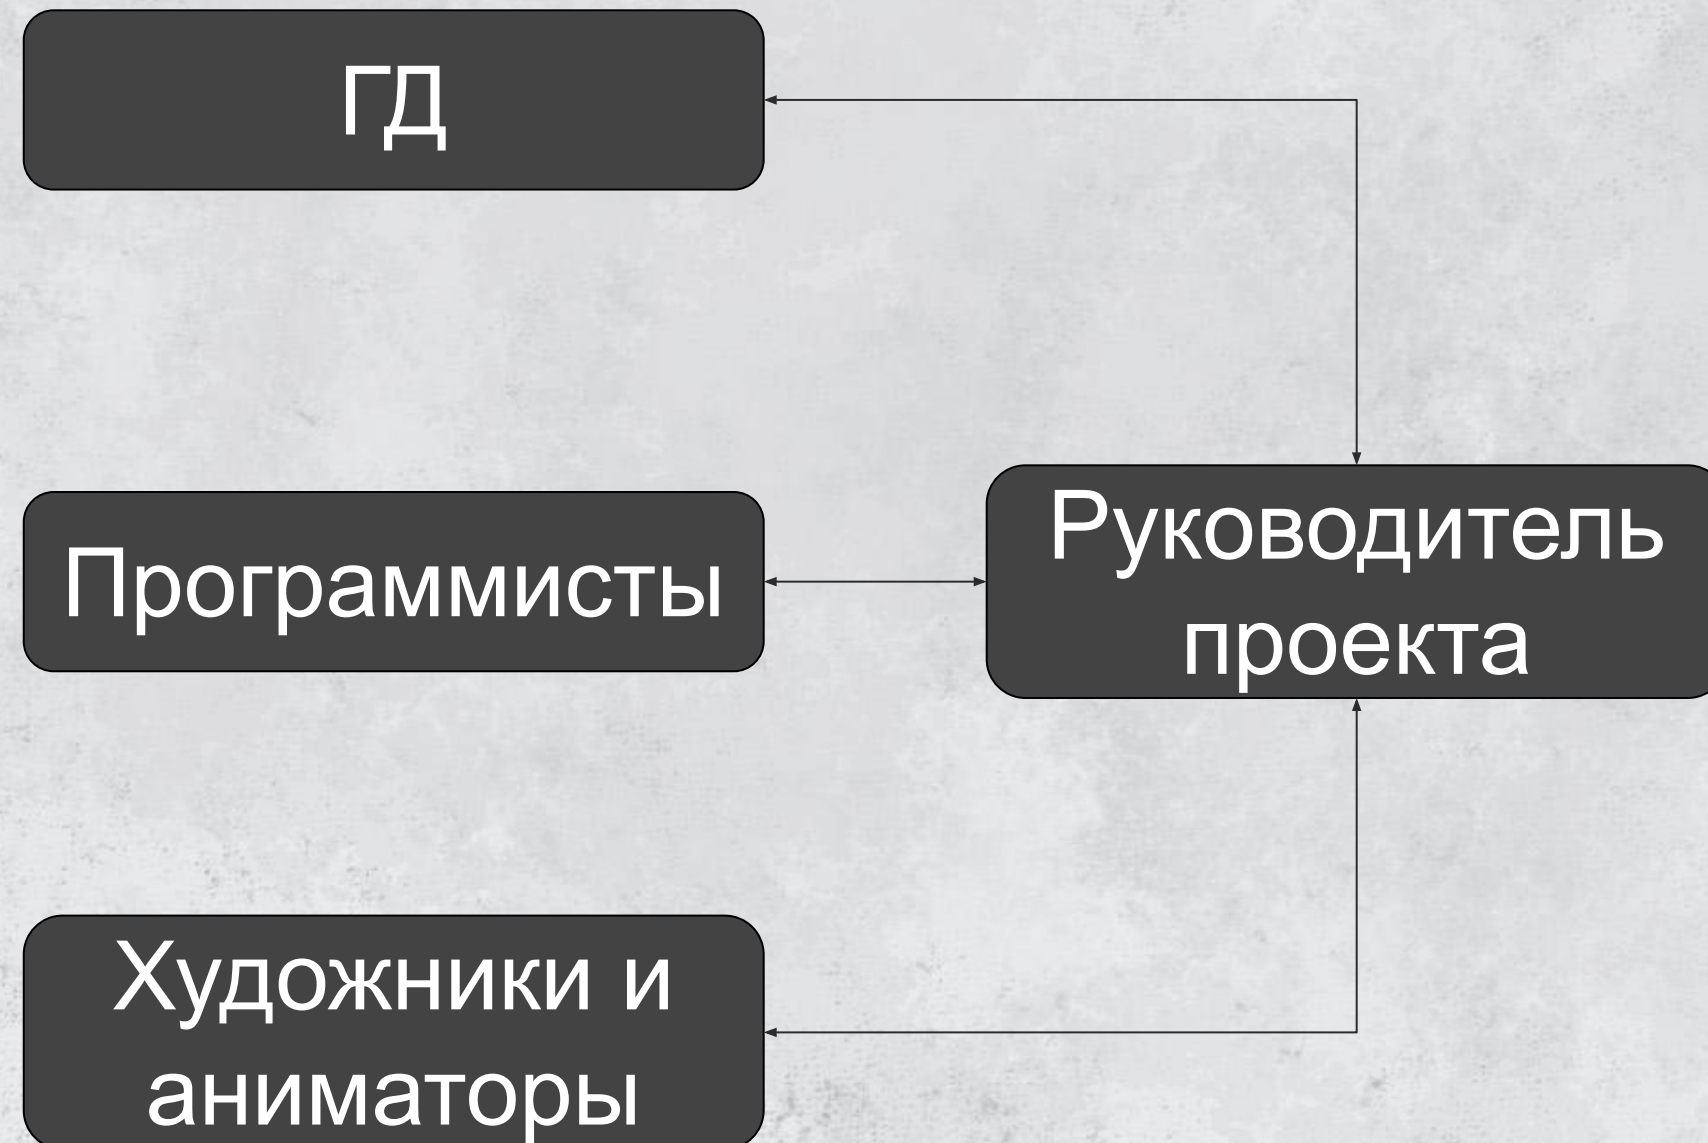 ГД
Программисты
Руководитель
проекта
Художники и
аниматоры